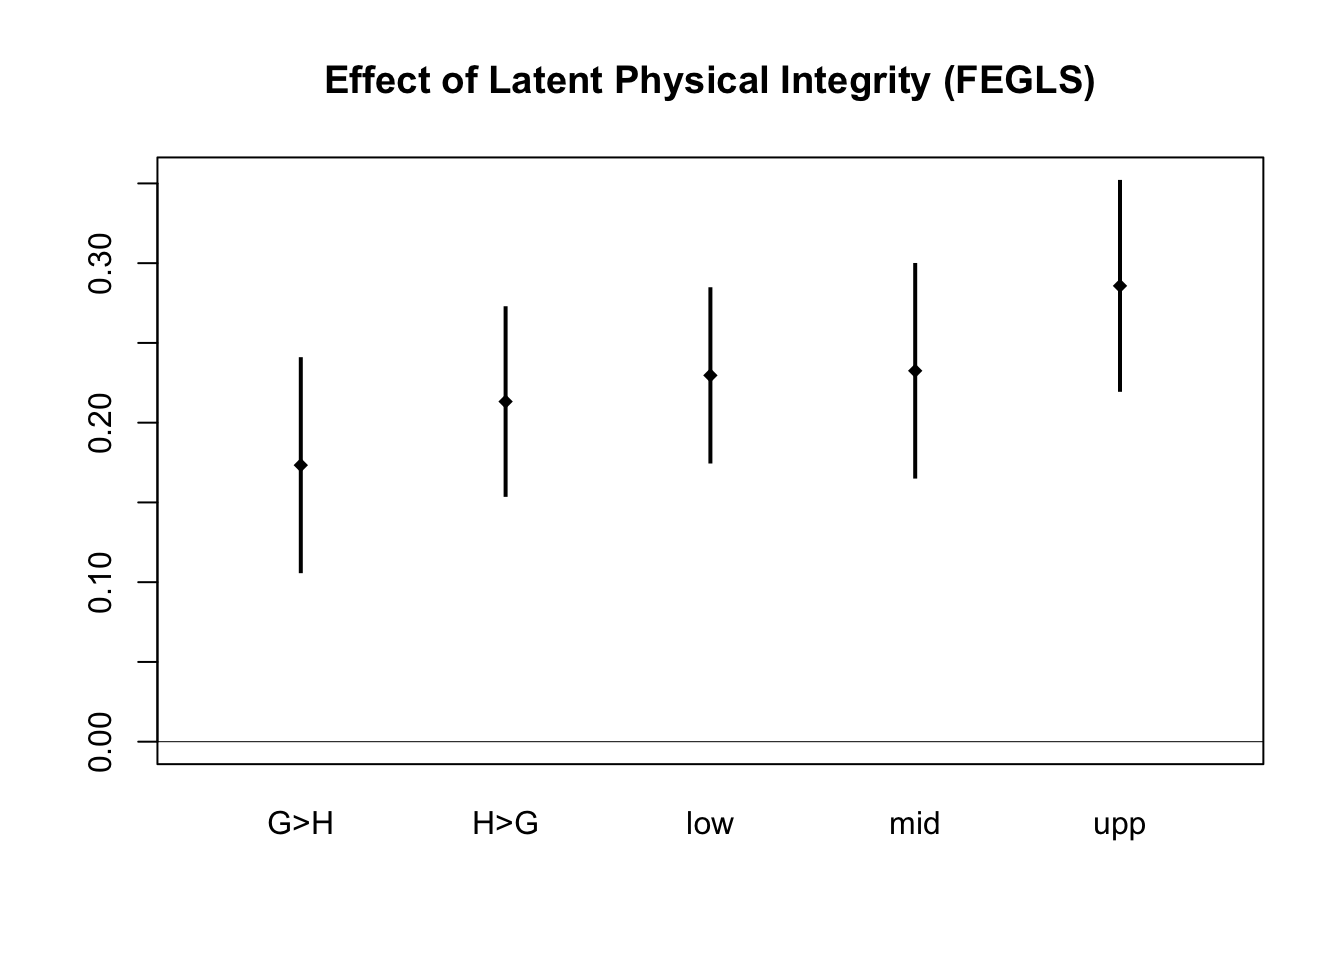 Effect of Latent Physical Integrity (FEGLS)
0.30
0.20
0.10
0.00
G>H H>G low mid upp